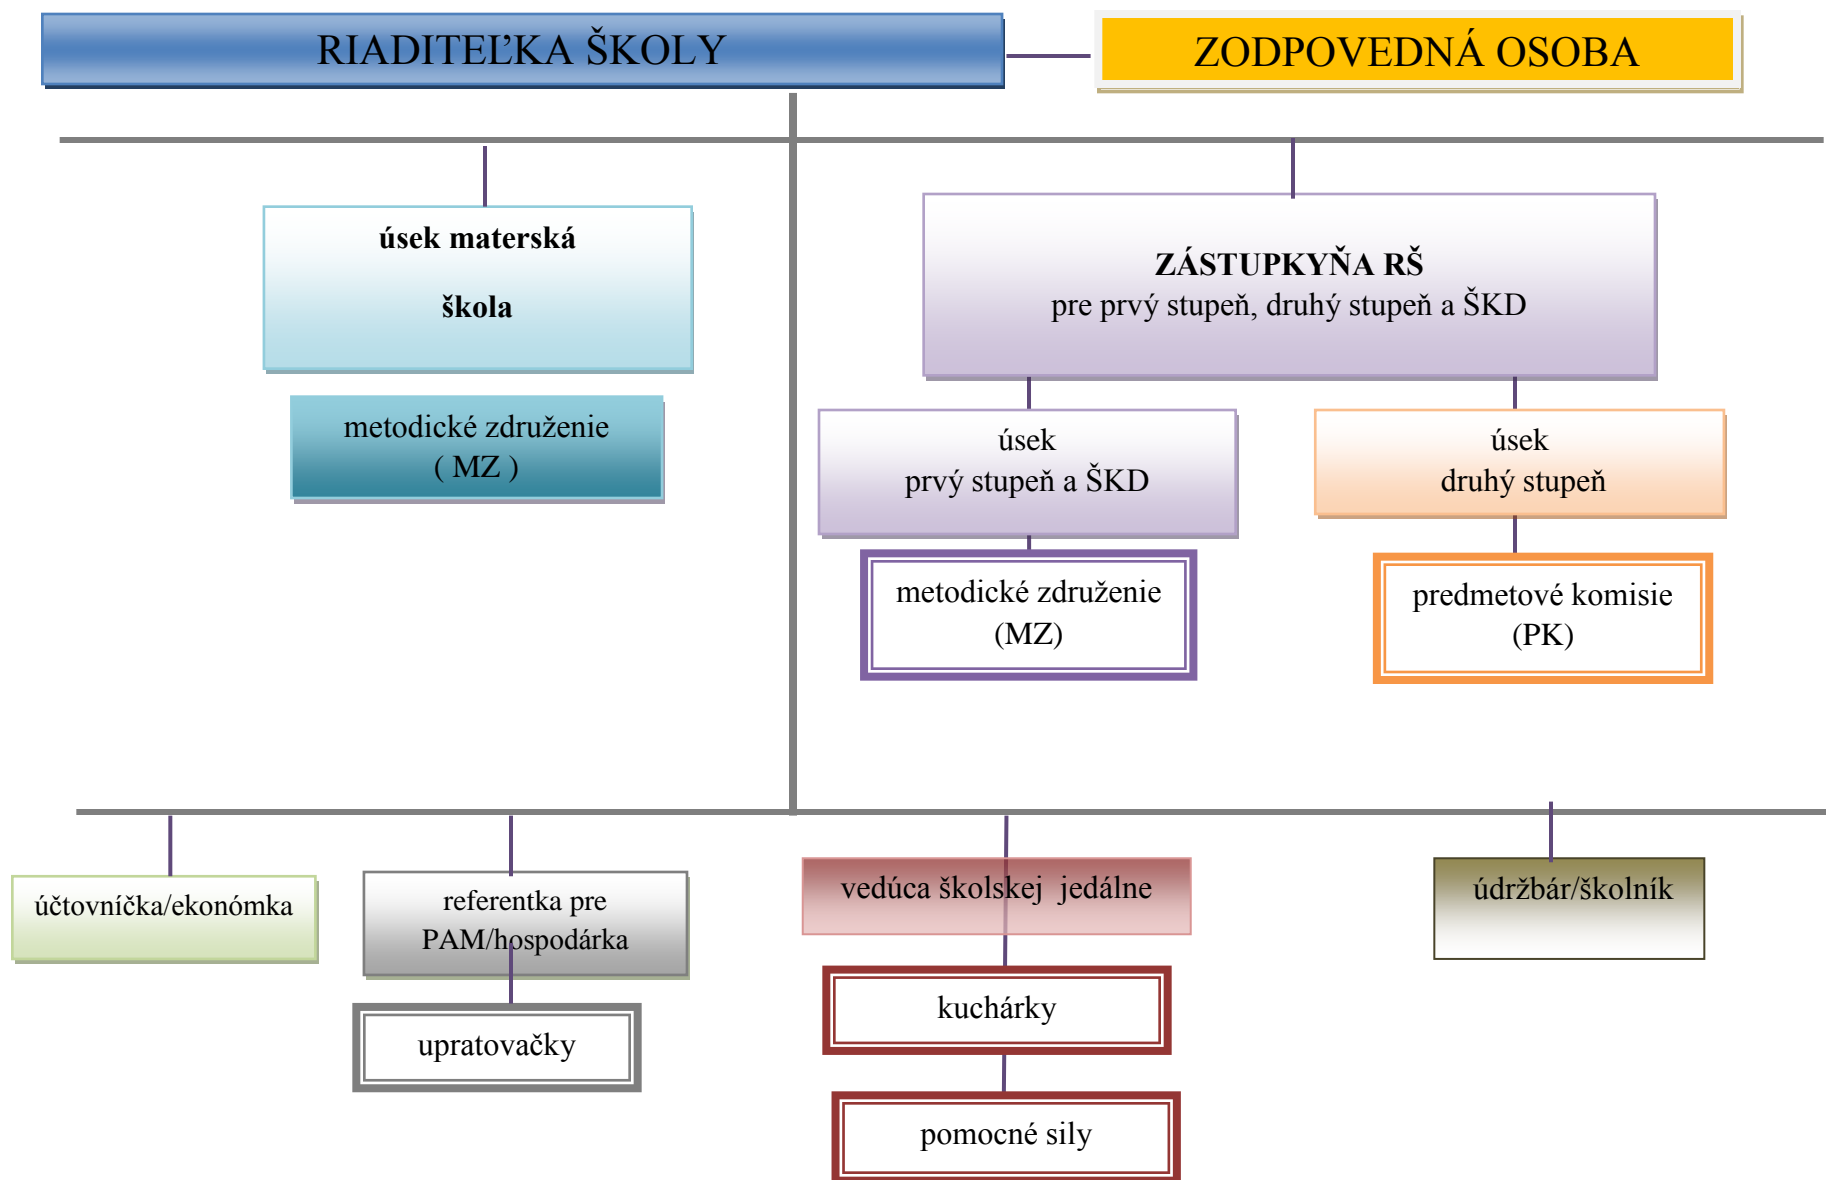 RIADITEĽKA ŠKOLY
ZODPOVEDNÁ OSOBA
úsek materská
škola
ZÁSTUPKYŇA RŠ
pre prvý stupeň, druhý stupeň a ŠKD
metodické združenie
( MZ )
úsek
prvý stupeň a ŠKD
úsek
druhý stupeň
metodické združenie
(MZ)
predmetové komisie
(PK)
účtovníčka/ekonómka
referentka pre
PAM/hospodárka
vedúca školskej  jedálne
údržbár/školník
upratovačky
kuchárky
pomocné sily